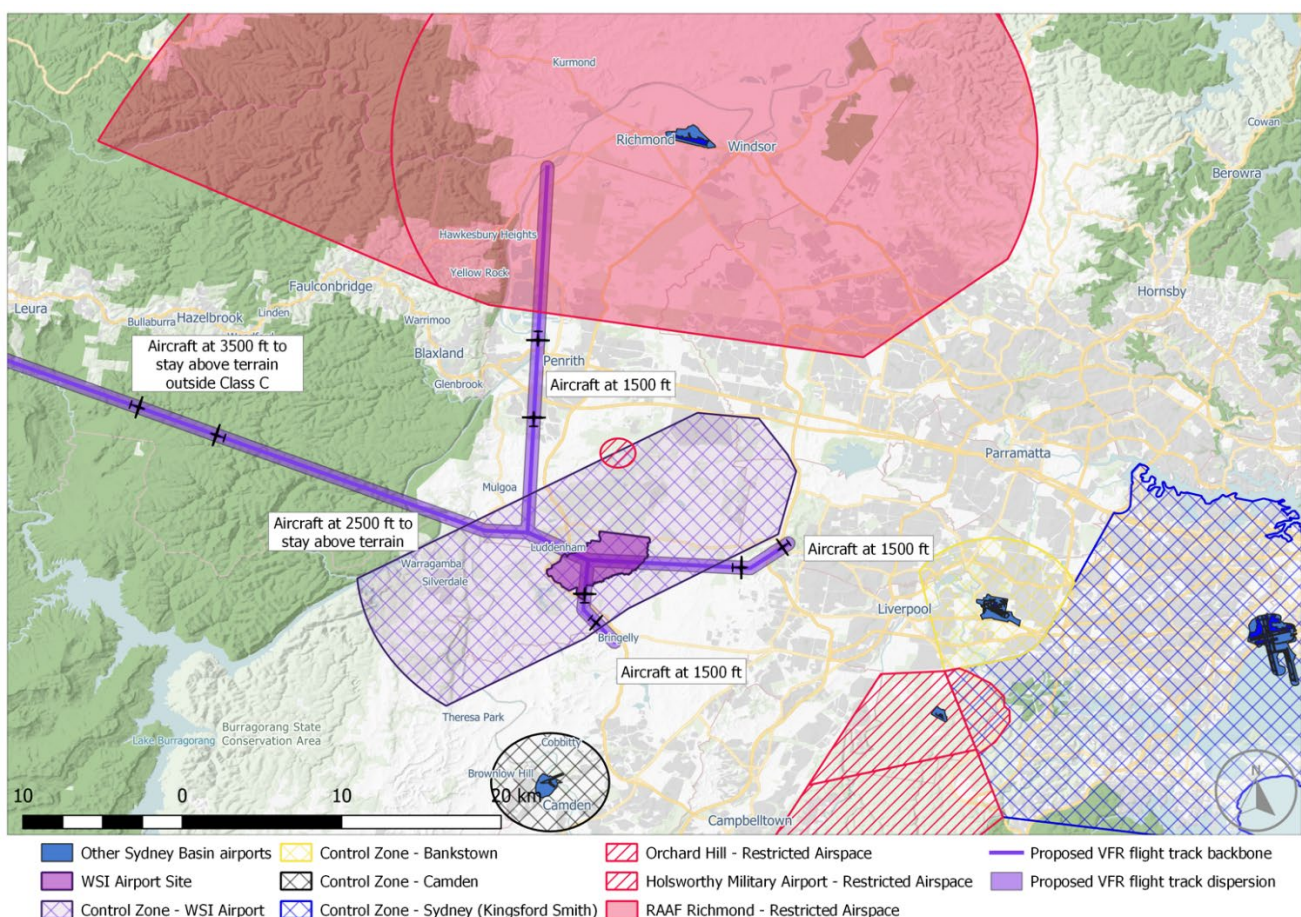 Kurmond
Cowan
Richmond
Windsor
Berowra
Hawkesbury Heights
Yellow Rock
Faulconbridge
Hornsby
Leura
Linden
Bullaburra
Hazelbrook
Warrimoo
Aircraft at 3500 ft to
stay above terrain
outside Class C
Blaxland
Penrith
Glenbrook
Aircraft at 1500 ft
Parramatta
Mulgoa
Aircraft at 2500 ft to
stay above terrain
Luddenham
Aircraft at 1500 ft
Warragamba
Silverdale
Liverpool
Bringelly
Aircraft at 1500 ft
Theresa Park
Burragorang State
Conservation Area
Lake Burragorang
Cobbitty
Brownlow Hill
Camden
Campbelltown
N
10 0 10 20 km
Other Sydney Basin airports
WSI Airport Site
Control Zone - WSI Airport
Control Zone - Bankstown
Control Zone - Camden
Control Zone - Sydney (Kingsford Smith)
Orchard Hill - Restricted Airspace
Holsworthy Military Airport - Restricted Airspace
RAAF Richmond - Restricted Airspace
Proposed VFR flight track backbone
Proposed VFR flight track dispersion